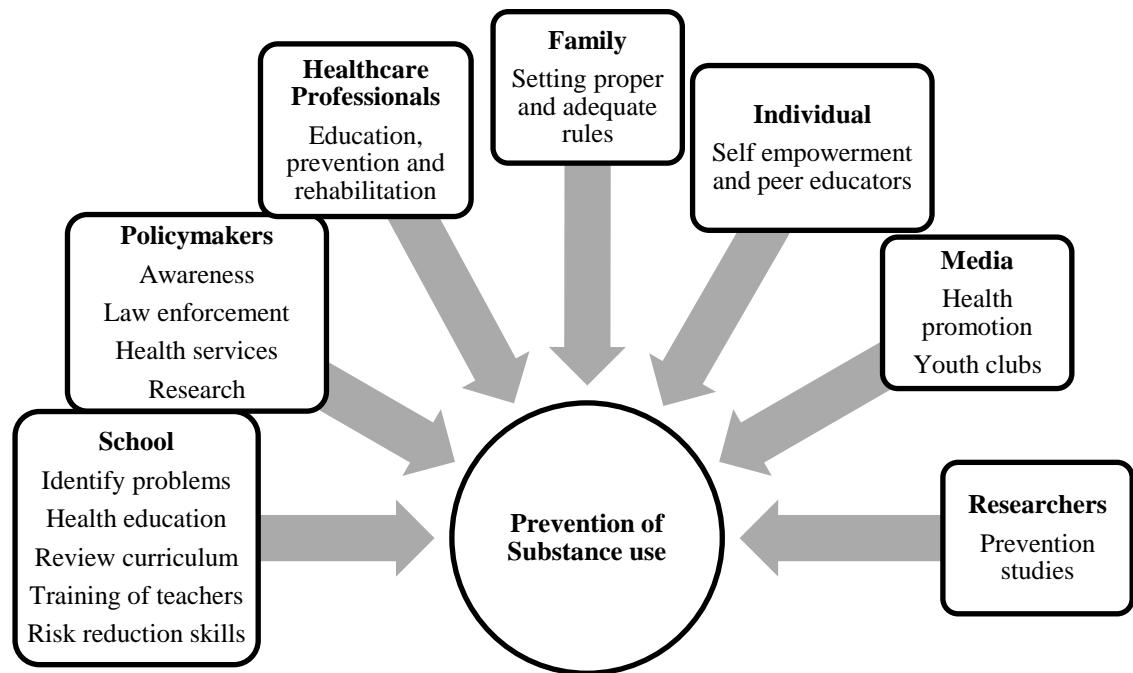 Family
Setting proper
and adequate
rules
Healthcare
Professionals
Education,
prevention and
rehabilitation
Individual
Self empowerment
and peer educators
Policymakers
Awareness
Law enforcement
Health services
Research
Media
Health
promotion
Youth clubs
School
Identify problems
Health education
Review curriculum
Training of teachers
Risk reduction skills
Prevention of
Substance use
Researchers
Prevention
studies